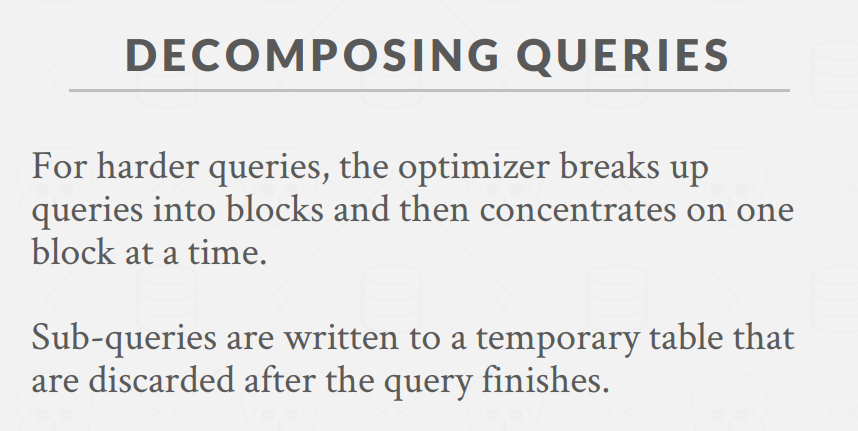 DECOMPOSING QUERIES
For harder queries, the optimizer breaks up
queries into blocks and then concentrates on one
block at a time.
Sub-queries are written to a temporary table that
are discarded after the query finishes.